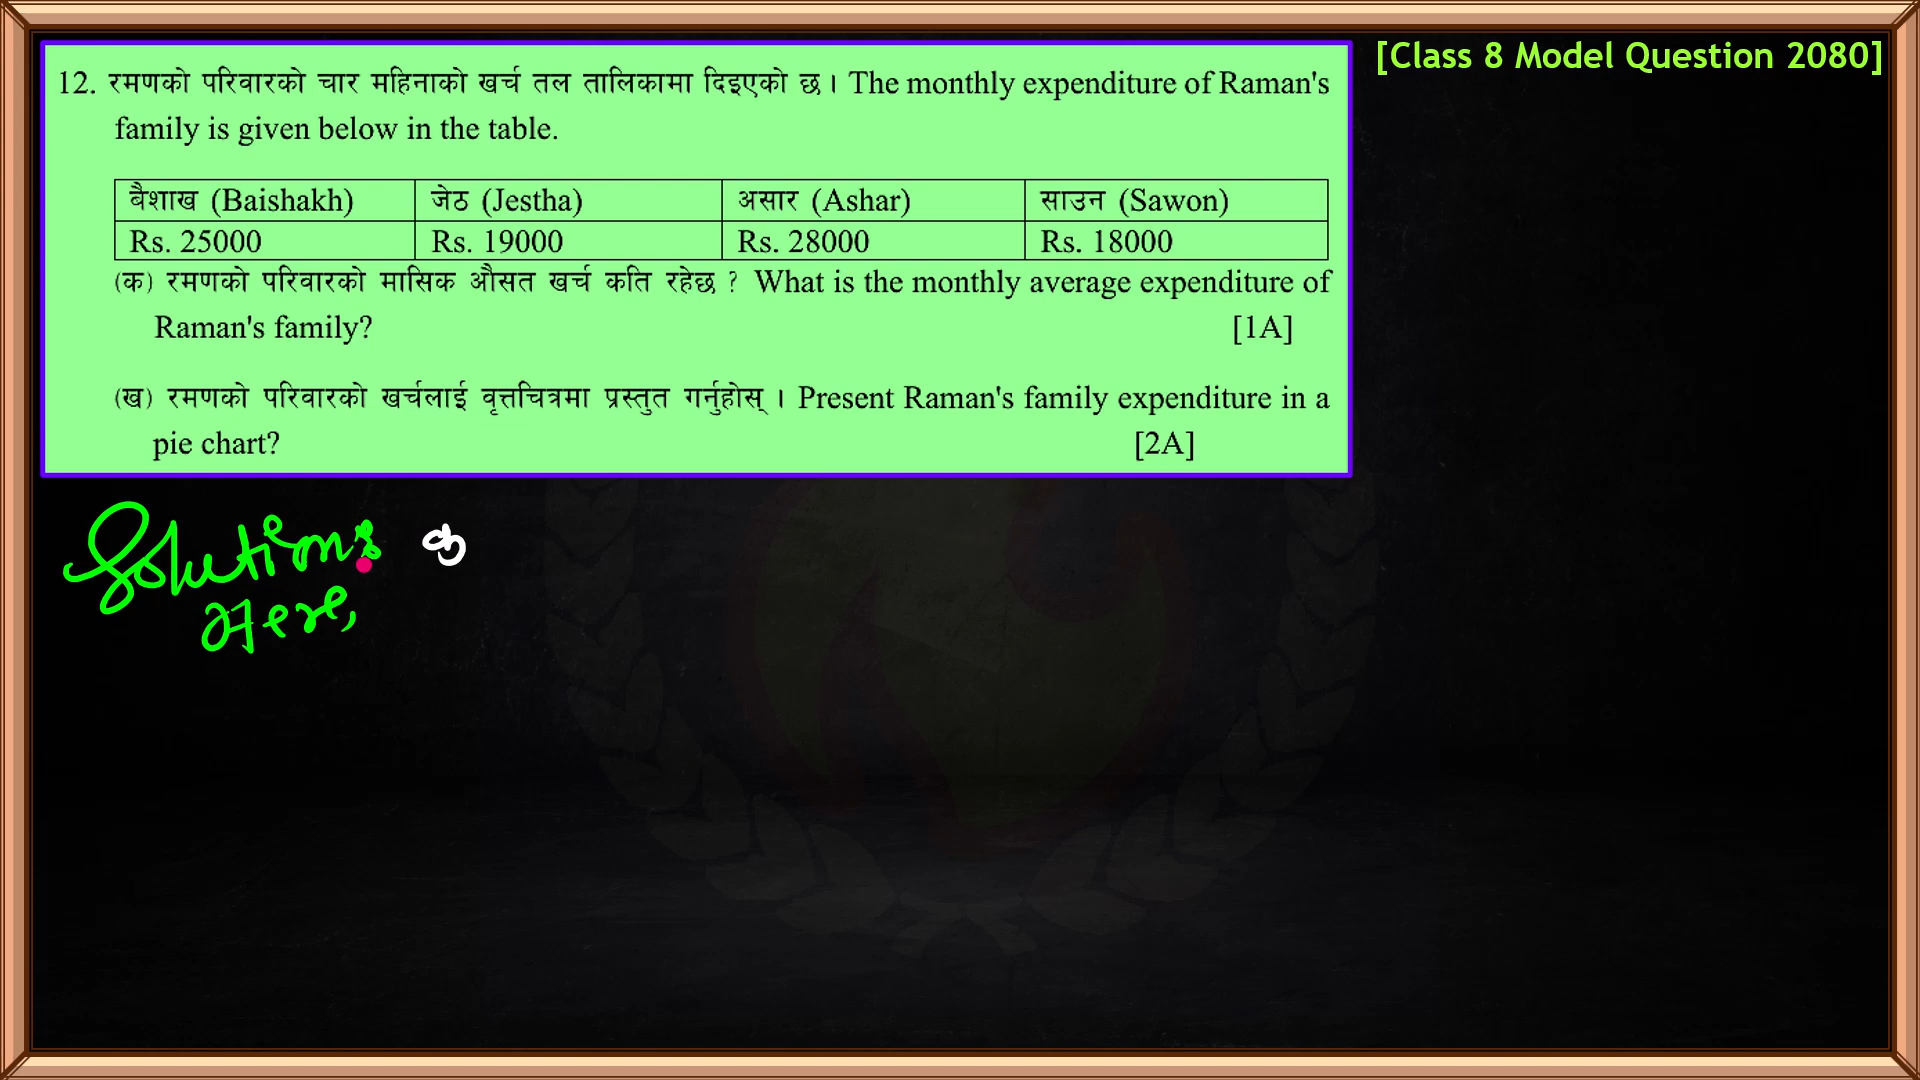 [Class 8 Model Question 2080]
12. रमणको परिवारको चार महिनाको खर्च तल तालिकामा दिइएको छ । The monthly expenditure of Raman's
family is given below in the table.
बैशाख (Baishakh) जेठ (Jestha) असार (Ashar) साउन (Sawon)
Rs. 25000 Rs. 19000 Rs. 28000 Rs. 18000
(क) रमणको परिवारको मासिक औसत खर्च कति रहेछ ? What is the monthly average expenditure of
Raman's family? [1A]
(ख) रमणको परिवारको खर्चलाई वृत्तचित्रमा प्रस्तुत गर्नुहोस् । Present Raman's family expenditure in a
pie chart? [2A]
Solution:
Here,